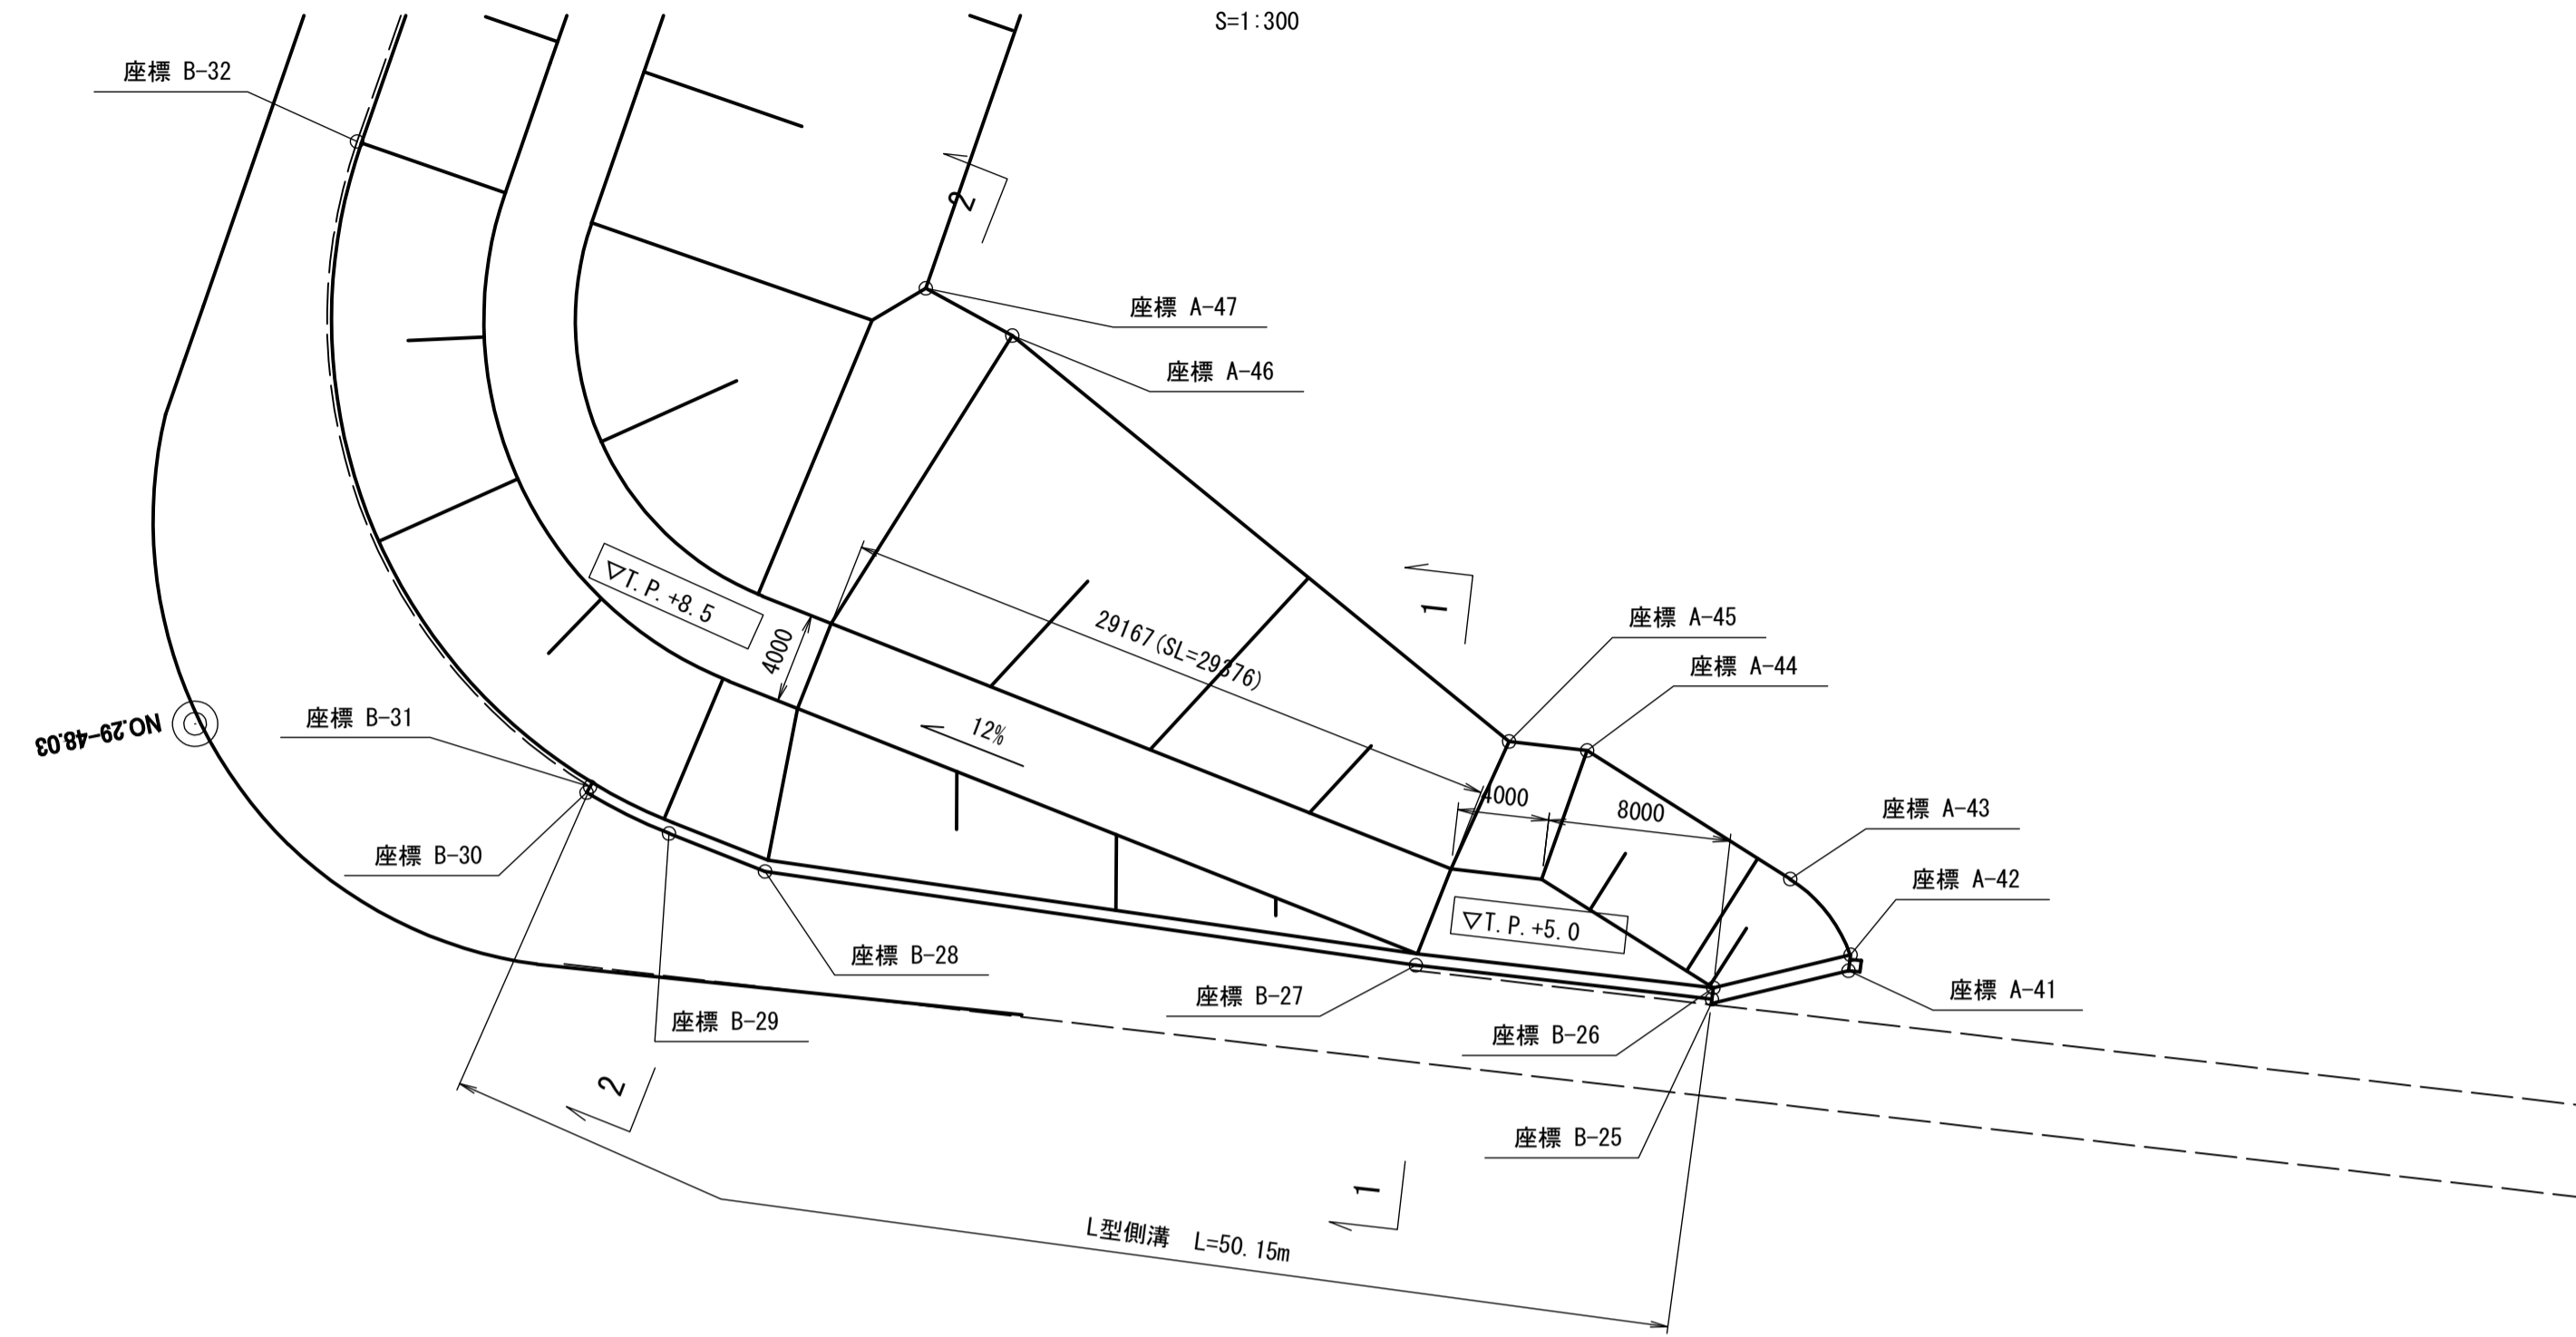 S=1:300
座標 B-32
2
座標 A-47
座標 A-46
▽T.P.+8.5
4000
29167(SL=29376)
1
座標 A-45
座標 A-44
NO.29-48.03
座標 B-31
12%
4000
8000
座標 A-43
座標 B-30
座標 A-42
▽T.P.+5.0
座標 B-28
座標 B-27
座標 A-41
座標 B-29
座標 B-26
2
座標 B-25
1
L型側溝 L=50.15m